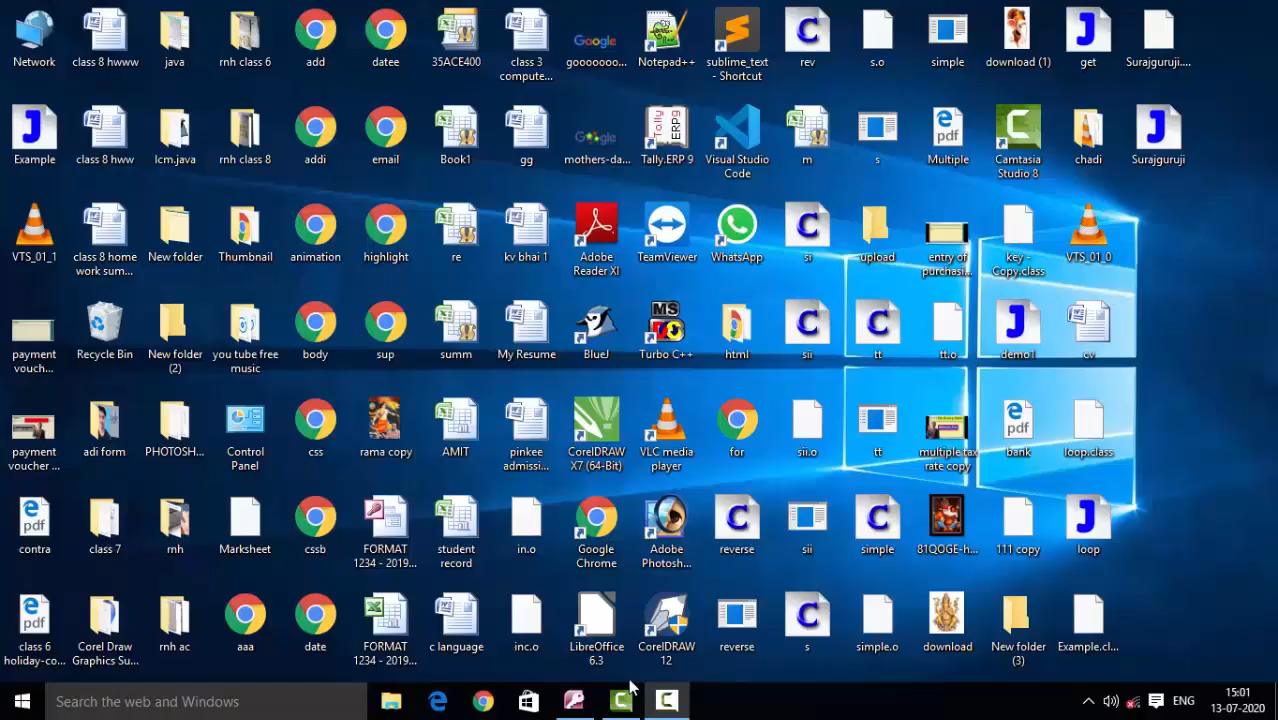 Network
class 8 hwww
java
rnh class 6
add
datee
35ACE400
class 3
compute...
Google
gooooooo...
Notepad++
sublime_text
- Shortcut
rev
s.o
simple
download (1)
get
Surajguruji....
Example
class 8 hww
lcm.java
rnh class 8
addi
email
Book1
gg
mothers-da...
Tally.ERP 9
Visual Studio
Code
m
s
Multiple
Camtasia
Studio 8
chadi
Surajguruji
VTS_01_1
class 8 home
work sum...
New folder
Thumbnail
animation
highlight
re
kv bhai 1
Adobe
Reader XI
TeamViewer
WhatsApp
si
upload
entry of
purchasi...
key -
Copy.class
VTS_01_0
payment
vouch...
Recycle Bin
New folder
(2)
you tube free
music
body
sup
summ
My Resume
BlueJ
Turbo C++
html
sii
tt
tt.o
demo1
cv
payment
voucher ...
adi form
PHOTOSH...
Control
Panel
css
rama copy
AMIT
pinkee
admissi...
CorelDRAW
X7 (64-Bit)
VLC media
player
for
sii.o
tt
multiple tax
rate copy
bank
loop.class
contra
class 7
rnh
Marksheet
cssb
FORMAT
1234 - 2019...
student
record
in.o
Google
Chrome
Adobe
Photosh...
reverse
sii
simple
81QOGE-h...
111 copy
loop
class 6
holiday-co...
Corel Draw
Graphics Su...
rnh ac
aaa
date
FORMAT
1234 - 2019...
c language
inc.o
LibreOffice
6.3
CorelDRAW
12
reverse
s
simple.o
download
New folder
(3)
Example.cl...
Search the web and Windows
ENG
15:01
13-07-2020